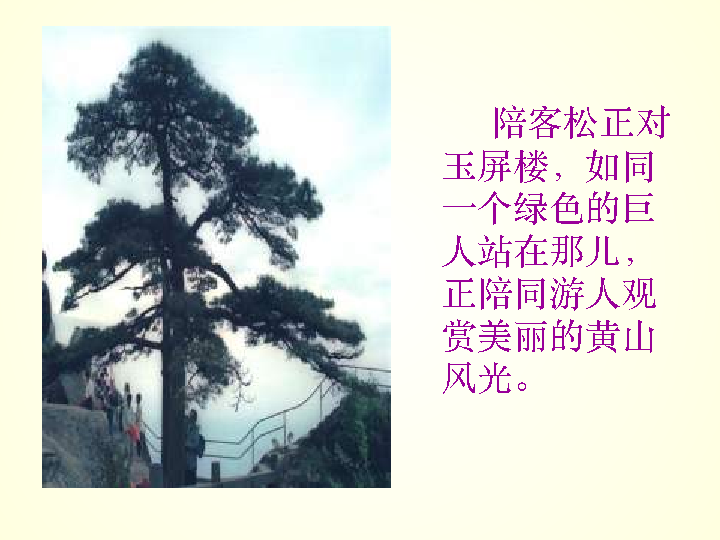 陪客松正对
玉屏楼，如同
一个绿色的巨
人站在那儿，
正陪同游人观
赏美丽的黄山
风光。